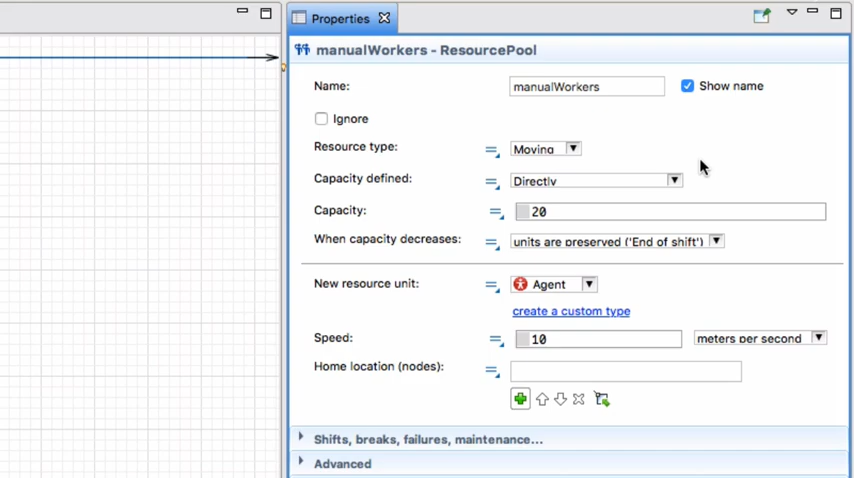 Properties
manualWorkers - ResourcePool
Name: manualWorkers Show name
Ignore
Resource type: Moving
Capacity defined: Directly
Capacity: 20
When capacity decreases: units are preserved ('End of shift')
New resource unit: Agent
create a custom type
Speed: 10 meters per second
Home location (nodes):
Shifts, breaks, failures, maintenance...
Advanced